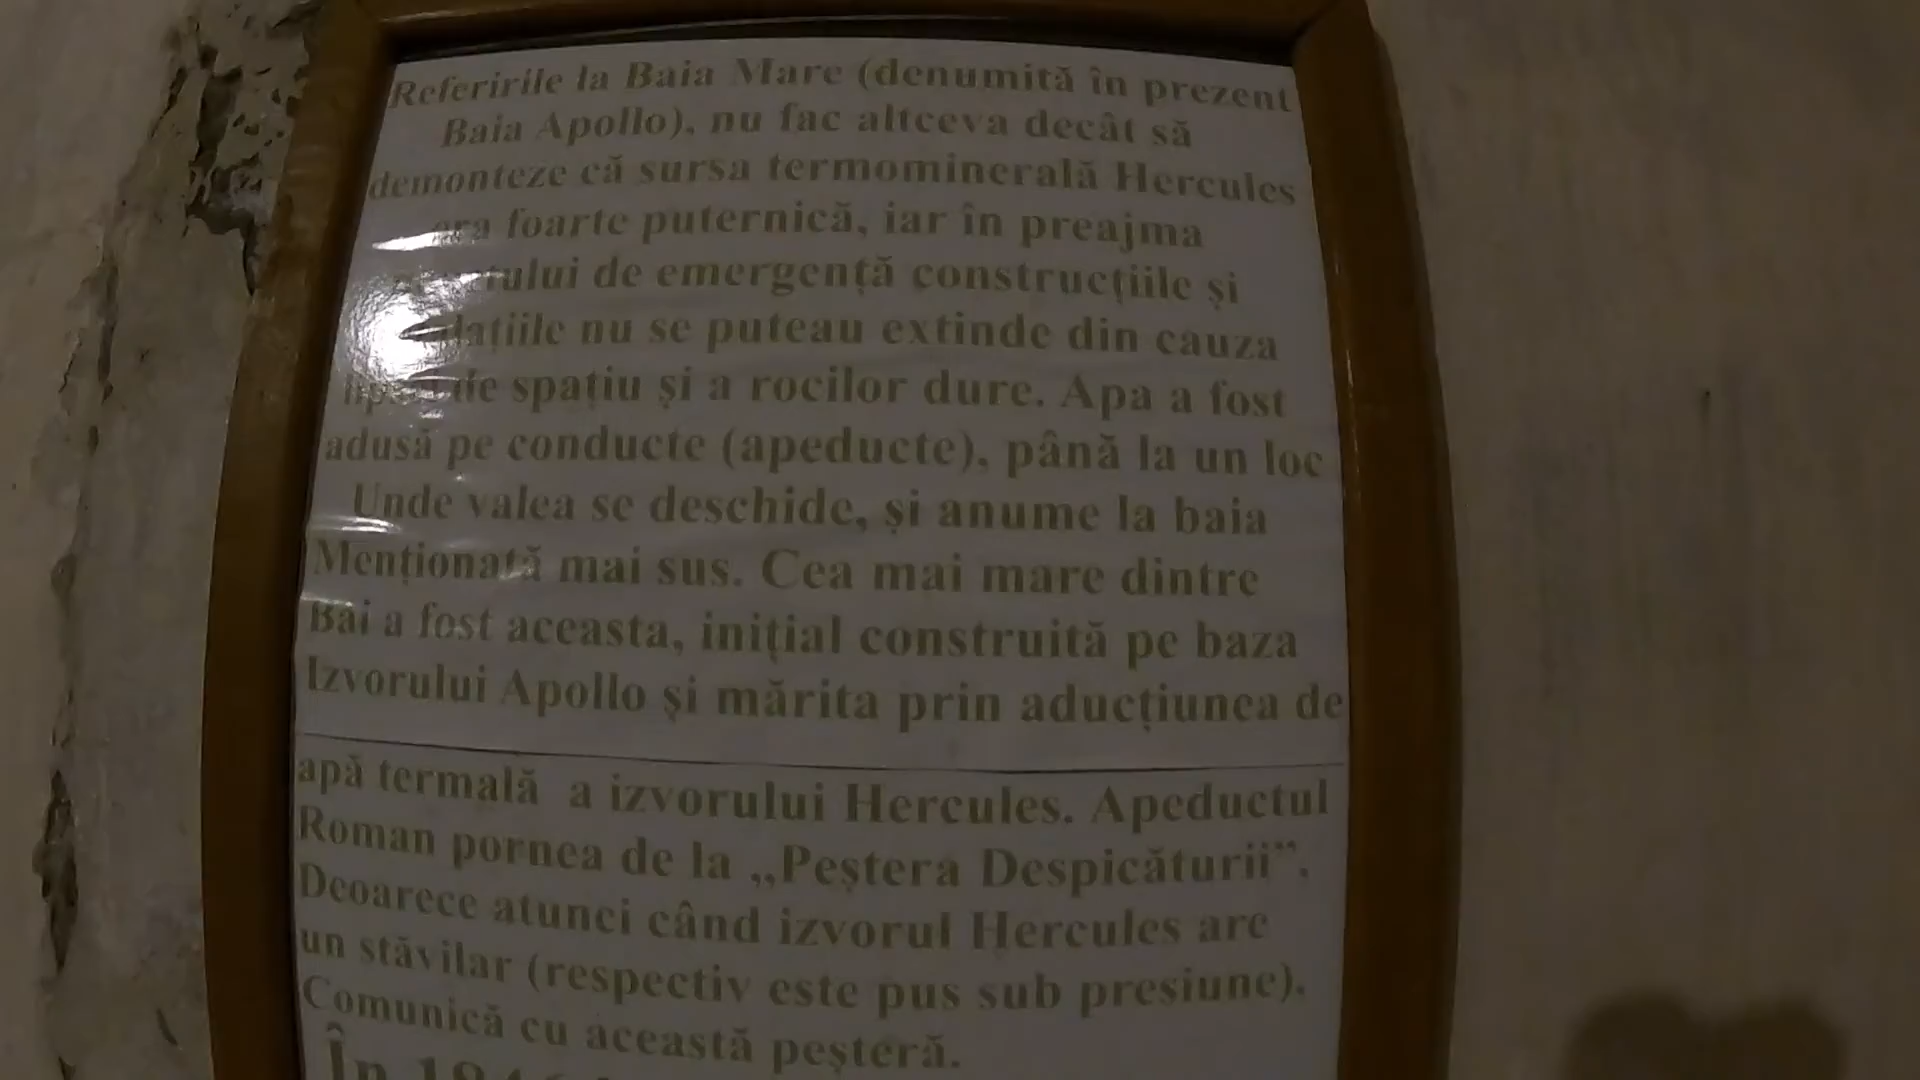 Referirile la Baia Mare (denumită în prezent
Baia Apollo), nu fac altceva decât să
demonteze că sursa termominerală Hercules
era foarte puternică, iar în preajma
de emergență construcțiile și
nu se puteau extinde din cauza
spațiu și a rocilor dure. Apa a fost
adusă pe conducte (apeducte), până la un loc
Unde valea se deschide, și anume la baia
Menționată mai sus. Cea mai mare dintre
Băi a fost aceasta, inițial construită pe baza
Izvorului Apollo și mărita prin aducțiunea de
apă termală a izvorului Hercules. Apeductul
Roman pornea de la „Peștera Despicăturii”.
Deoarece atunci când izvorul Hercules are
un stăvilar (respectiv este pus sub presiune),
Comunică cu această peșteră.
În